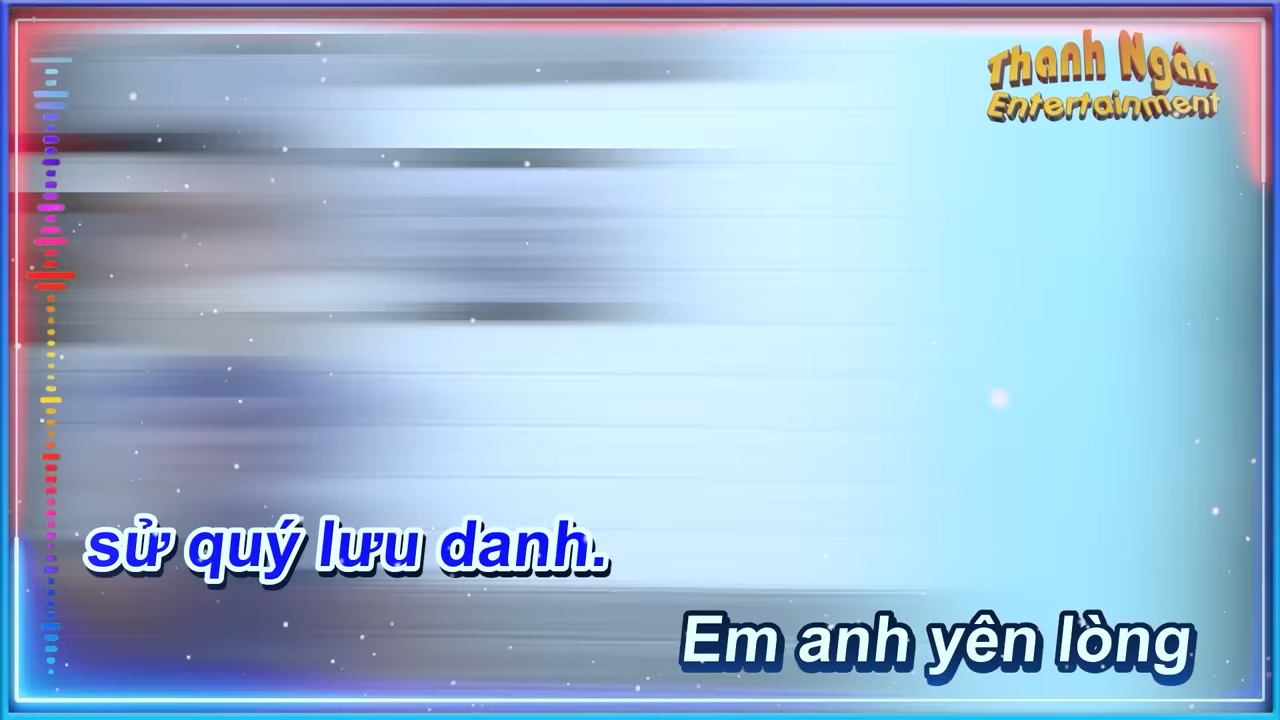 Thanh Ngân
Entertainment
sử quý lưu danh.
Em anh yên lòng